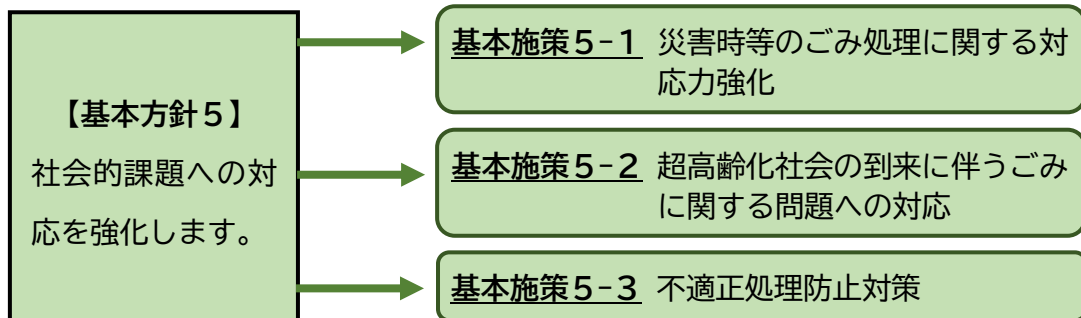 【基本方針５】
社会的課題への対
応を強化します。
基本施策５-１ 災害時等のごみ処理に関する対
応力強化
基本施策５-２ 超高齢化社会の到来に伴うごみ
に関する問題への対応
基本施策５-３ 不適正処理防止対策